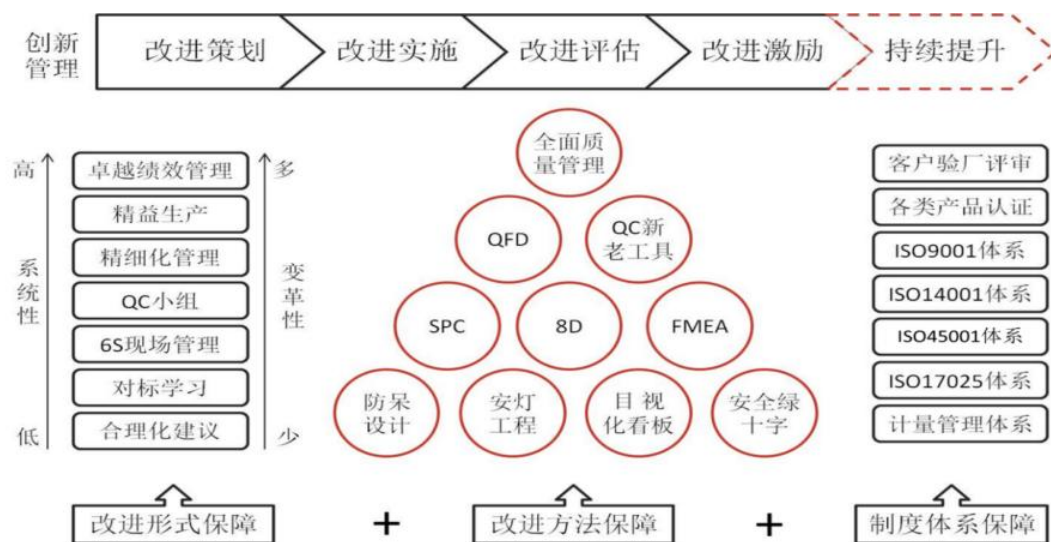 创新
管理
改进策划
改进实施
改进评估
改进激励
持续提升
高
系统性
低
卓越绩效管理
精益生产
精细化管理
QC小组
6S现场管理
对标学习
合理化建议
多
变革性
少
全面质
量管理
QFD
QC新
老工具
SPC
8D
FMEA
防呆
设计
安灯
工程
目 视
化看板
安全绿
十字
客户验厂评审
各类产品认证
ISO9001体系
ISO14001体系
ISO45001体系
ISO17025体系
计量管理体系
改进形式保障
+
改进方法保障
+
制度体系保障